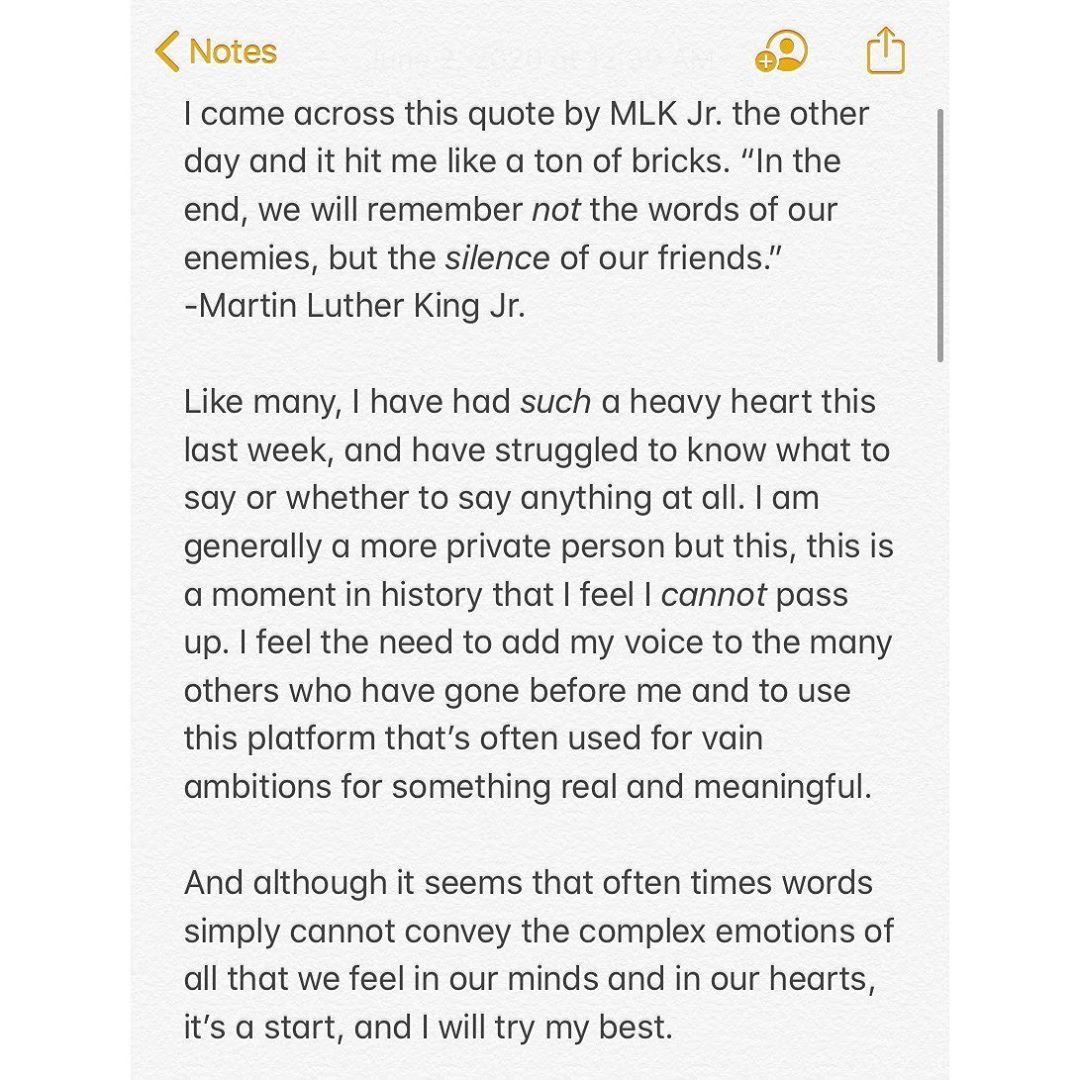 Notes
I came across this quote by MLK Jr. the other
day and it hit me like a ton of bricks. “In the
end, we will remember not the words of our
enemies, but the silence of our friends.”
-Martin Luther King Jr.
Like many, I have had such a heavy heart this
last week, and have struggled to know what to
say or whether to say anything at all. I am
generally a more private person but this, this is
a moment in history that I feel I cannot pass
up. I feel the need to add my voice to the many
others who have gone before me and to use
this platform that’s often used for vain
ambitions for something real and meaningful.
And although it seems that often times words
simply cannot convey the complex emotions of
all that we feel in our minds and in our hearts,
it’s a start, and I will try my best.